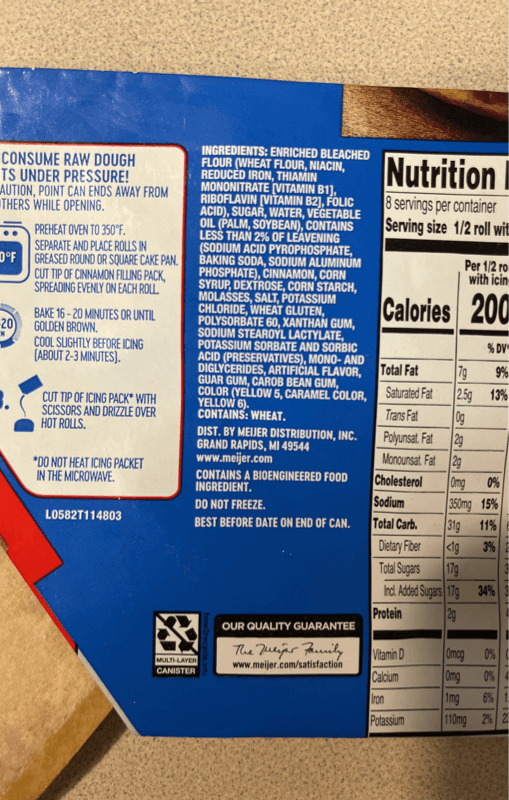 CONSUME RAW DOUGH
TS UNDER PRESSURE!
AUTION, POINT CAN ENDS AWAY FROM
THERS WHILE OPENING.
0°F
PREHEAT OVEN TO 350°F.
SEPARATE AND PLACE ROLLS IN
GREASED ROUND OR SQUARE CAKE PAN.
CUT TIP OF CINNAMON FILLING PACK,
SPREADING EVENLY ON EACH ROLL.
-20
N
BAKE 16 - 20 MINUTES OR UNTIL
GOLDEN BROWN.
COOL SLIGHTLY BEFORE ICING
(ABOUT 2-3 MINUTES).
CUT TIP OF ICING PACK* WITH
SCISSORS AND DRIZZLE OVER
HOT ROLLS.
*DO NOT HEAT ICING PACKET
IN THE MICROWAVE.
L0582T114803
INGREDIENTS: ENRICHED BLEACHED
FLOUR (WHEAT FLOUR, NIACIN,
REDUCED IRON, THIAMIN
MONONITRATE [VITAMIN B1],
RIBOFLAVIN [VITAMIN B2], FOLIC
ACID), SUGAR, WATER, VEGETABLE
OIL (PALM, SOYBEAN), CONTAINS
LESS THAN 2% OF LEAVENING
(SODIUM ACID PYROPHOSPHATE,
BAKING SODA, SODIUM ALUMINUM
PHOSPHATE), CINNAMON, CORN
SYRUP, DEXTROSE, CORN STARCH,
MOLASSES, SALT, POTASSIUM
CHLORIDE, WHEAT GLUTEN,
POLYSORBATE 60, XANTHAN GUM,
SODIUM STEAROYL LACTYLATE,
POTASSIUM SORBATE AND SORBIC
ACID (PRESERVATIVES), MONO- AND
DIGLYCERIDES, ARTIFICIAL FLAVOR,
GUAR GUM, CAROB BEAN GUM,
COLOR (YELLOW 5, CARAMEL COLOR,
YELLOW 6).
CONTAINS: WHEAT.
DIST. BY MEIJER DISTRIBUTION, INC.
GRAND RAPIDS, MI 49544
www.meijer.com
CONTAINS A BIOENGINEERED FOOD
INGREDIENT.
DO NOT FREEZE.
BEST BEFORE DATE ON END OF CAN.
MULTI-LAYER
CANISTER
OUR QUALITY GUARANTEE
The Meijer Family
www.meijer.com/satisfaction
Nutrition
8 servings per container
Serving size 1/2 roll wit
Per 1/2 ro
with icin
Calories 200
% DV*
Total Fat 7g 9%
Saturated Fat 2.5g 13%
Trans Fat 0g
Polyunsat. Fat 2g
Monounsat. Fat 2g
Cholesterol 0mg 0%
Sodium 350mg 15%
Total Carb. 31g 11%
Dietary Fiber <1g 3%
Total Sugars 17g
Incl. Added Sugars 17g 34%
Protein 2g
Vitamin D 0mcg 0%
Calcium 0mg 0%
Iron 1mg 6%
Potassium 110mg 2%